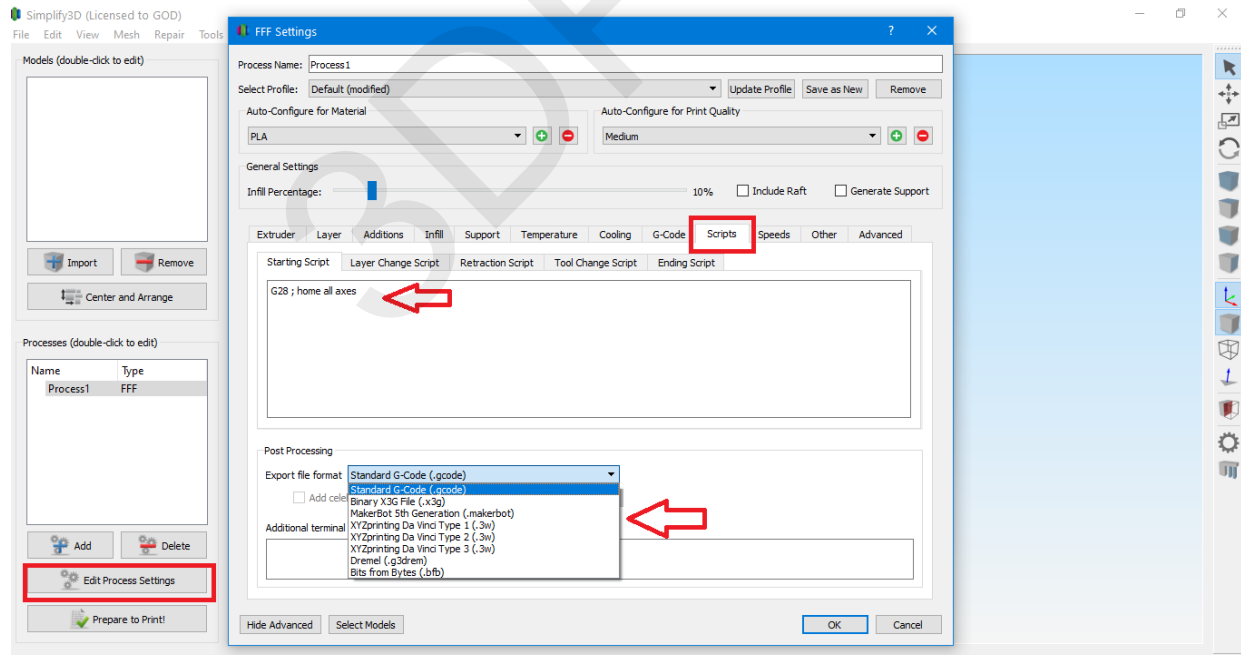 Simplify3D (Licensed to GOD)
File Edit View Mesh Repair Tools
Models (double-click to edit)
Import
Remove
Center and Arrange
Processes (double-click to edit)
Name Type
Process1 FFF
Add
Delete
Edit Process Settings
Prepare to Print!
FFF Settings ?
Process Name: Process1
Select Profile: Default (modified) Update Profile Save as New Remove
Auto-Configure for Material
PLA
Auto-Configure for Print Quality
Medium
General Settings
Infill Percentage: 10% Include Raft Generate Support
Extruder Layer Additions Infill Support Temperature Cooling G-Code Scripts Speeds Other Advanced
Starting Script Layer Change Script Retraction Script Tool Change Script Ending Script
G28 ; home all axes
Post Processing
Export file format Standard G-Code (.gcode)
Standard G-Code (.gcode)
Binary X3G File (.x3g)
Add
MakerBot 5th Generation (.makerbot)
XYZprinting Da Vinci Type 1 (.3w)
Additional terminal
XYZprinting Da Vinci Type 2 (.3w)
XYZprinting Da Vinci Type 3 (.3w)
Dremel (.g3drem)
Bits from Bytes (.bfb)
Hide Advanced Select Models OK Cancel